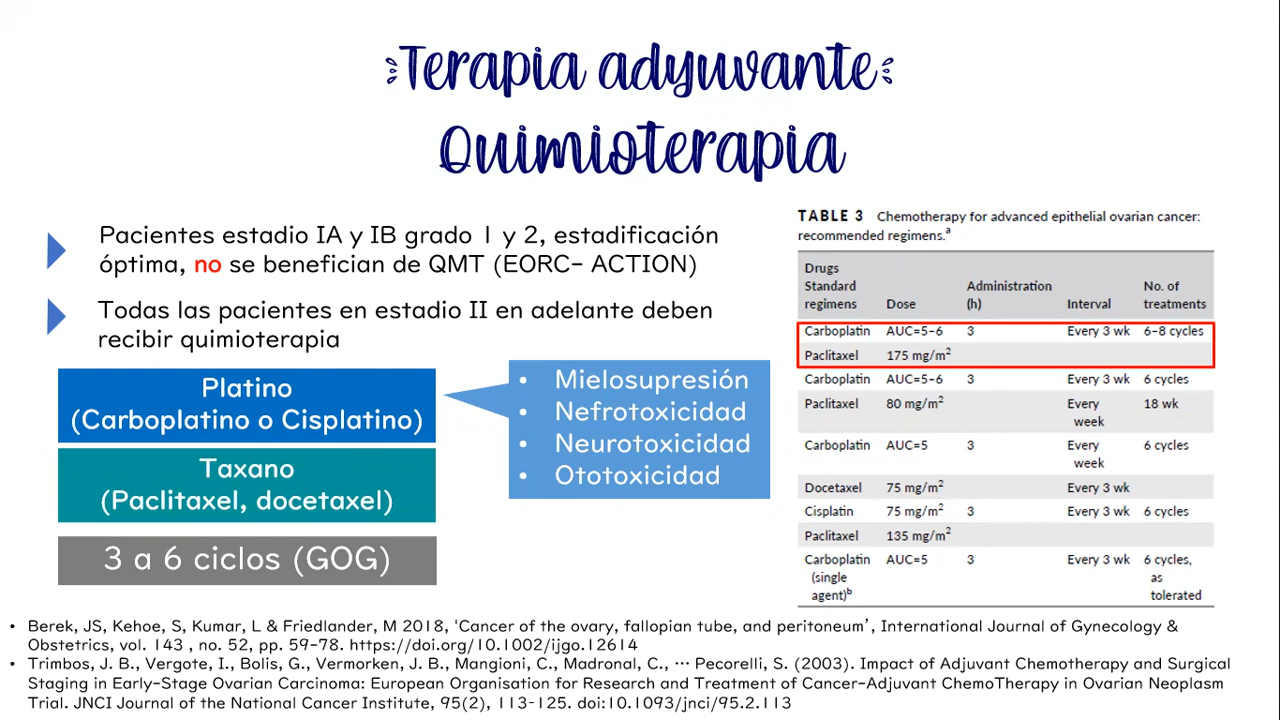 Terapia adyuvante
Quimioterapia
Pacientes estadio IA y IB grado 1 y 2, estadificación
óptima, no se benefician de QMT (EORC- ACTION)
Todas las pacientes en estadio II en adelante deben
recibir quimioterapia
Platino
(Carboplatino o Cisplatino)
Taxano
(Paclitaxel, docetaxel)
3 a 6 ciclos (GOG)
• Mielosupresión
• Nefrotoxicidad
• Neurotoxicidad
• Ototoxicidad
TABLE 3 Chemotherapy for advanced epithelial ovarian cancer:
recommended regimens.a
Drugs
Standard Administration No. of
regimens Dose (h) Interval treatments
Carboplatin AUC=5–6 3 Every 3 wk 6–8 cycles
Paclitaxel 175 mg/m2
Carboplatin AUC=5–6 3 Every 3 wk 6 cycles
Paclitaxel 80 mg/m2 Every 18 wk
week
Carboplatin AUC=5 3 Every 6 cycles
week
Docetaxel 75 mg/m2 Every 3 wk
Cisplatin 75 mg/m2 3 Every 3 wk 6 cycles
Paclitaxel 135 mg/m2
Carboplatin AUC=5 3 Every 3 wk 6 cycles,
(single as
agent)b tolerated
• Berek, JS, Kehoe, S, Kumar, L & Friedlander, M 2018, 'Cancer of the ovary, fallopian tube, and peritoneum', International Journal of Gynecology &
Obstetrics, vol. 143 , no. 52, pp. 59-78. https://doi.org/10.1002/ijgo.12614
• Trimbos, J. B., Vergote, I., Bolis, G., Vermorken, J. B., Mangioni, C., Madronal, C., … Pecorelli, S. (2003). Impact of Adjuvant Chemotherapy and Surgical
Staging in Early-Stage Ovarian Carcinoma: European Organisation for Research and Treatment of Cancer-Adjuvant ChemoTherapy in Ovarian Neoplasm
Trial. JNCI Journal of the National Cancer Institute, 95(2), 113-125. doi:10.1093/jnci/95.2.113